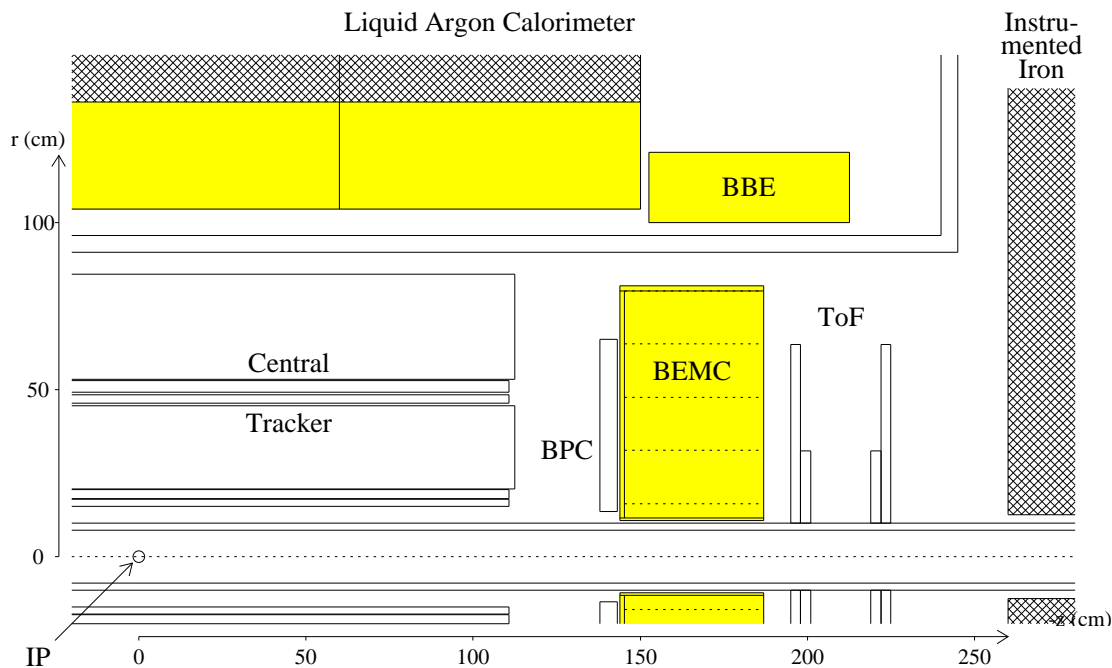 Liquid Argon Calorimeter
Instru-
mented
Iron
r (cm)
BBE
100
ToF
Central
BEMC
50
Tracker
BPC
0
-z (cm)
IP
0
50
100
150
200
250